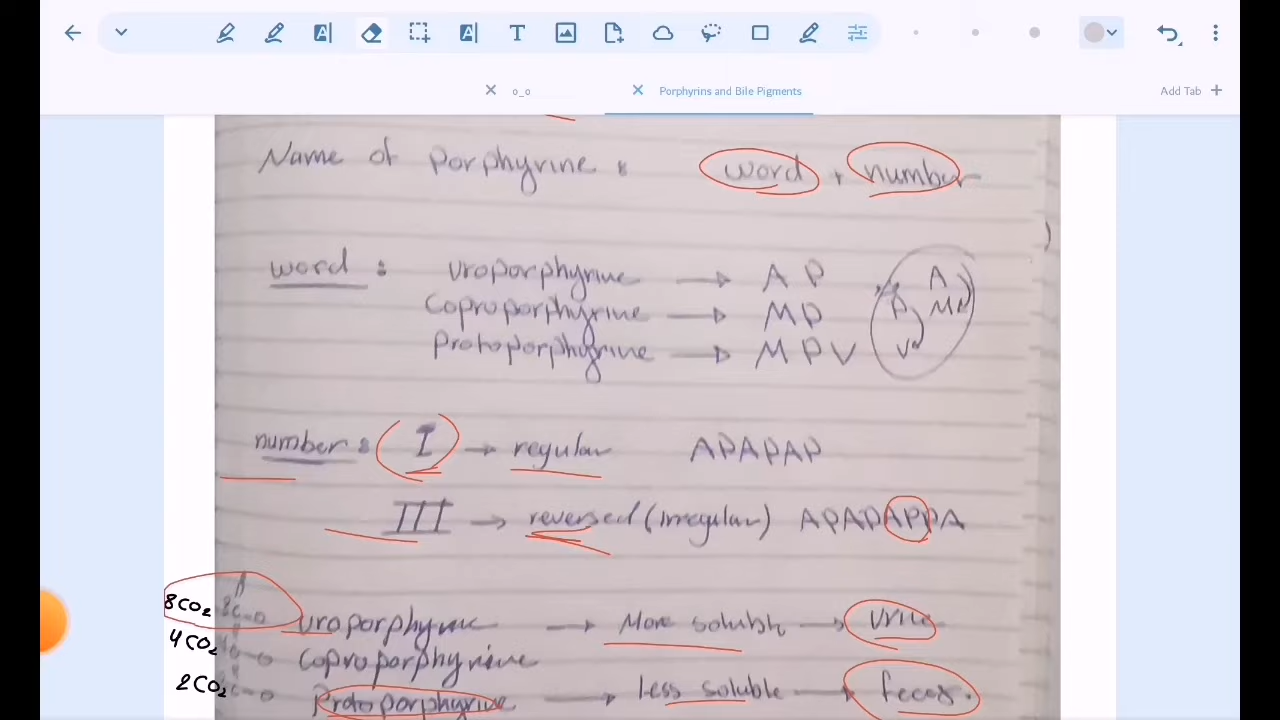 o_o Porphyrins and Bile Pigments Add Tab +
Name of Porphyrine : word + number
word : Uroporphyrine → A P
A
Coproporphyrine → M P
P M
Protoporphyrine → M P V
V
number : I → regular APAPAP
III → reversed (irregular) APAPAPPA
8CO2 Uroporphyrine → More soluble → Urine
4CO2 Coproporphyrine
2CO2 Protoporphyrine → less soluble → feces.